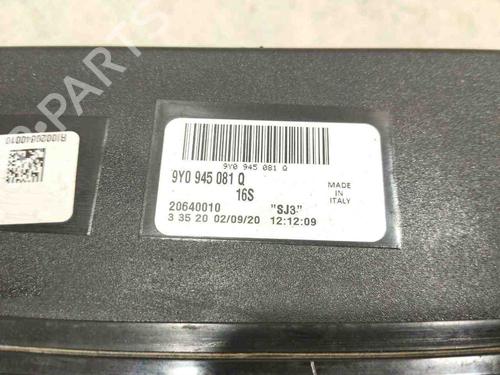 R10020640010
9Y0 945 081 Q
9Y0 945 081 Q
16S
MADE IN ITALY
20640010 "SJ3"
3 35 20 02/09/20 12:12:09
B-PARTS